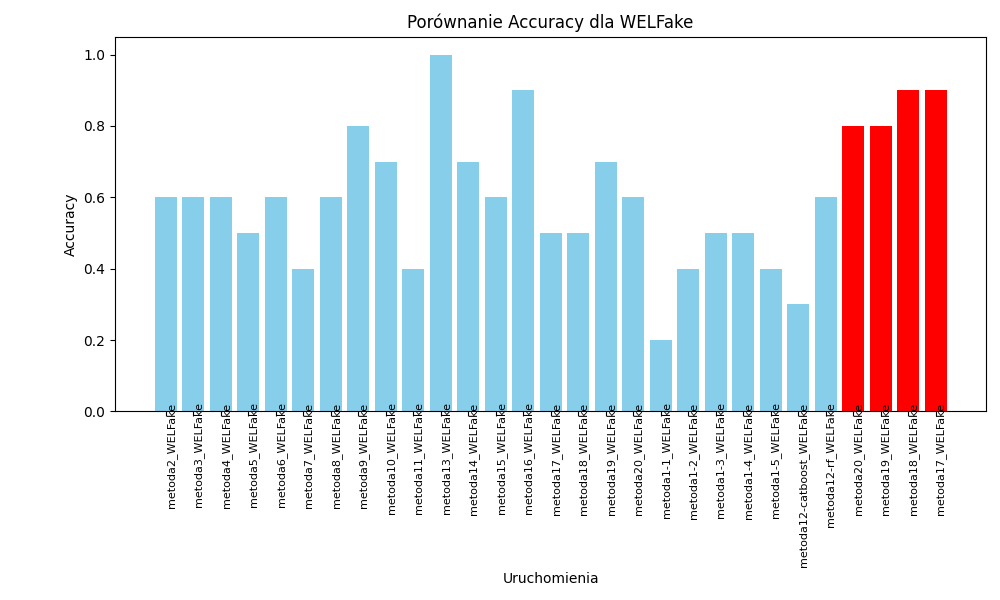 Porównanie Accuracy dla WELFake
Accuracy
1.0
0.8
0.6
0.4
0.2
0.0
metoda2_WELFake
metoda3_WELFake
metoda4_WELFake
metoda5_WELFake
metoda6_WELFake
metoda7_WELFake
metoda8_WELFake
metoda9_WELFake
metoda10_WELFake
metoda11_WELFake
metoda13_WELFake
metoda14_WELFake
metoda15_WELFake
metoda16_WELFake
metoda17_WELFake
metoda18_WELFake
metoda19_WELFake
metoda20_WELFake
metoda1-1_WELFake
metoda1-2_WELFake
metoda1-3_WELFake
metoda1-4_WELFake
metoda1-5_WELFake
metoda12-catboost_WELFake
metoda12-rf_WELFake
metoda20_WELFake
metoda19_WELFake
metoda18_WELFake
metoda17_WELFake
Uruchomienia